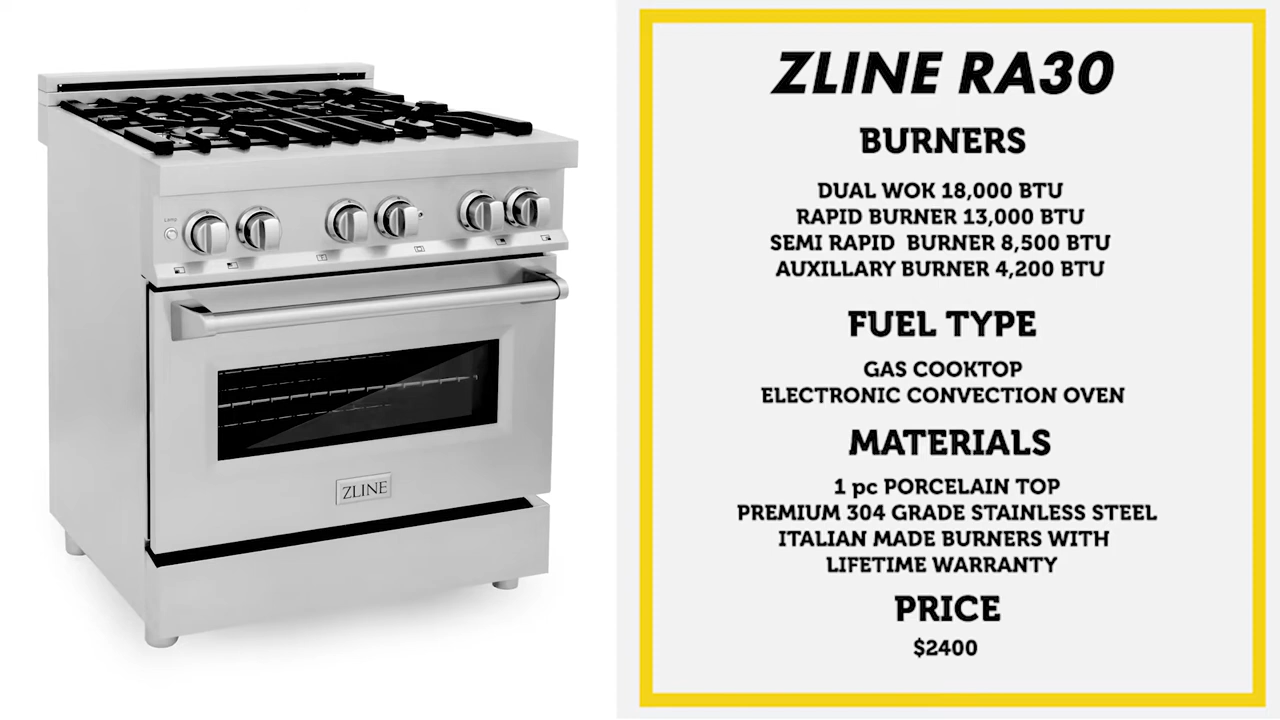 ZLINE RA30
BURNERS
DUAL WOK 18,000 BTU
RAPID BURNER 13,000 BTU
SEMI RAPID BURNER 8,500 BTU
AUXILLARY BURNER 4,200 BTU
FUEL TYPE
GAS COOKTOP
ELECTRONIC CONVECTION OVEN
MATERIALS
1 pc PORCELAIN TOP
PREMIUM 304 GRADE STAINLESS STEEL
ITALIAN MADE BURNERS WITH
LIFETIME WARRANTY
PRICE
$2400
ZLINE